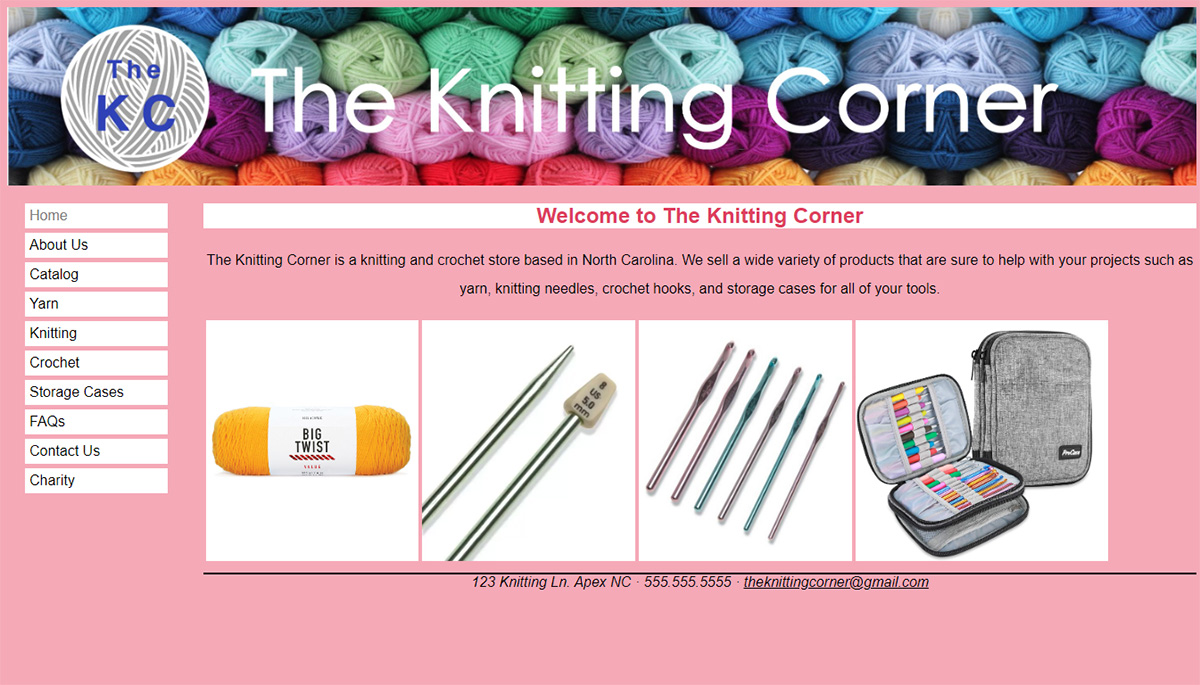 The
KC
The Knitting Corner
Home
About Us
Catalog
Yarn
Knitting
Crochet
Storage Cases
FAQs
Contact Us
Charity
Welcome to The Knitting Corner
The Knitting Corner is a knitting and crochet store based in North Carolina. We sell a wide variety of products that are sure to help with your projects such as
yarn, knitting needles, crochet hooks, and storage cases for all of your tools.
BIG
TWIST
VALUE
8
US
5.0
mm
ProCase
123 Knitting Ln. Apex NC · 555.555.5555 · theknittingcorner@gmail.com